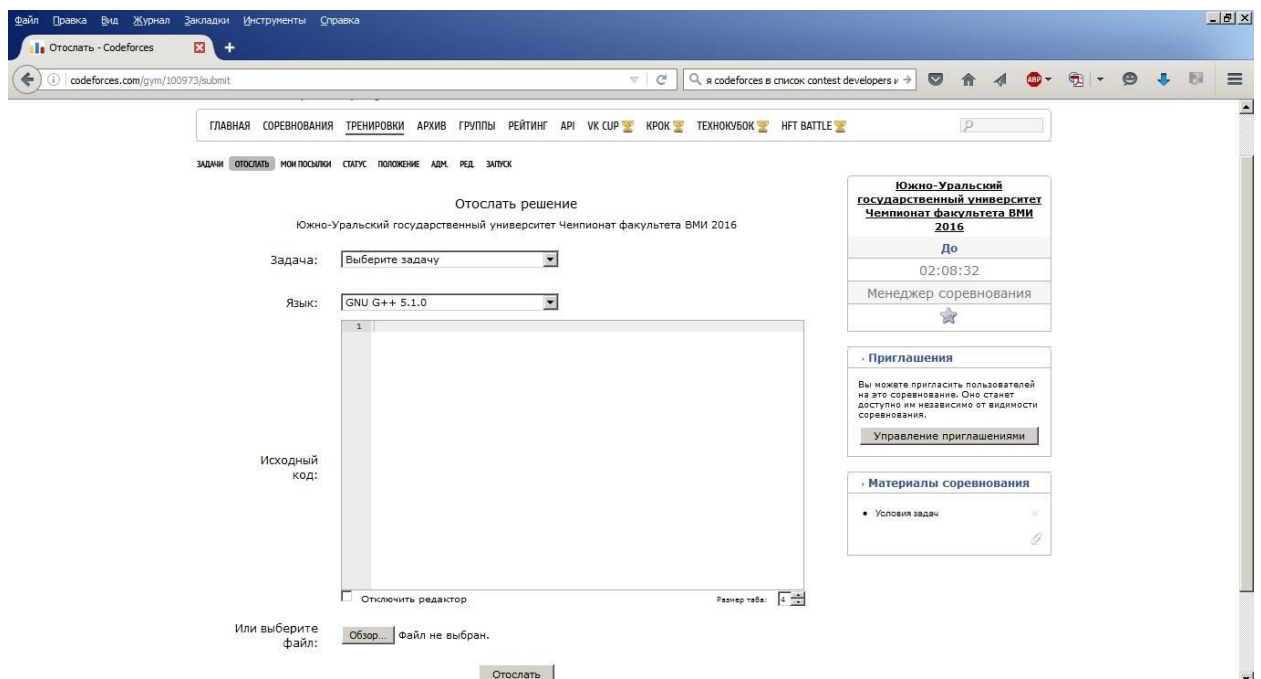 Файл Правка Вид Журнал Закладки Инструменты Справка
Отослать - Codeforces
codeforces.com/gym/100973/submit
я codeforces в список contest developers и
ABP
ГЛАВНАЯ СОРЕВНОВАНИЯ ТРЕНИРОВКИ АРХИВ ГРУППЫ РЕЙТИНГ API VK CUP КРОК ТЕХНОКУБОК HFT BATTLE
ЗАДАЧИ ОТОСЛАТЬ МОИ ПОСЫЛКИ СТАТУС ПОЛОЖЕНИЕ АДМ. РЕД. ЗАПУСК
Отослать решение
Южно-Уральский государственный университет Чемпионат факультета ВМИ 2016
Задача: Выберите задачу
Язык: GNU G++ 5.1.0
1
Исходный
код:
Отключить редактор
Размер таба: 4
Или выберите
файл:
Обзор... Файл не выбран.
Отослать
Южно-Уральский
государственный университет
Чемпионат факультета ВМИ
2016
До
02:08:32
Менеджер соревнования
Приглашения
Вы можете пригласить пользователей
на это соревнование. Оно станет
доступно им независимо от видимости
соревнования.
Управление приглашениями
Материалы соревнования
Условия задач